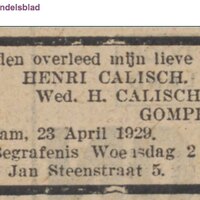 ndelsblad
den overleed mijn lieve
HENRI CALISCH.
Wed. H. CALISCH
GOMP
am, 23 April 1929.
Begrafenis Woensdag 2
Jan Steenstraat 5.